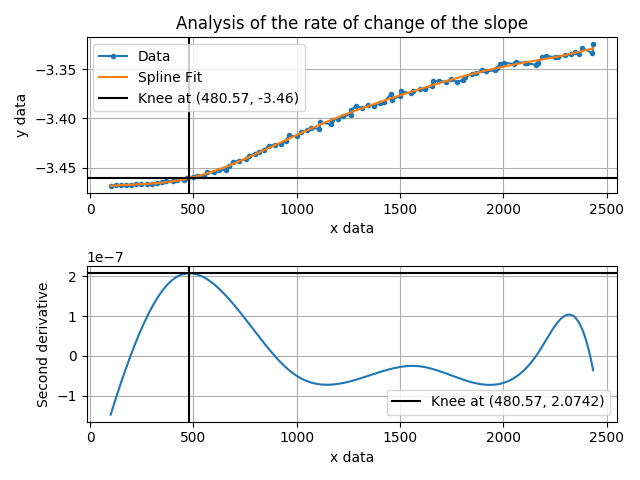 Analysis of the rate of change of the slope
Data
Spline Fit
Knee at (480.57, -3.46)
y data
−3.35
−3.40
−3.45
0 500 1000 1500 2000 2500
x data
1e−7
Second derivative
2
1
0
−1
Knee at (480.57, 2.0742)
0 500 1000 1500 2000 2500
x data